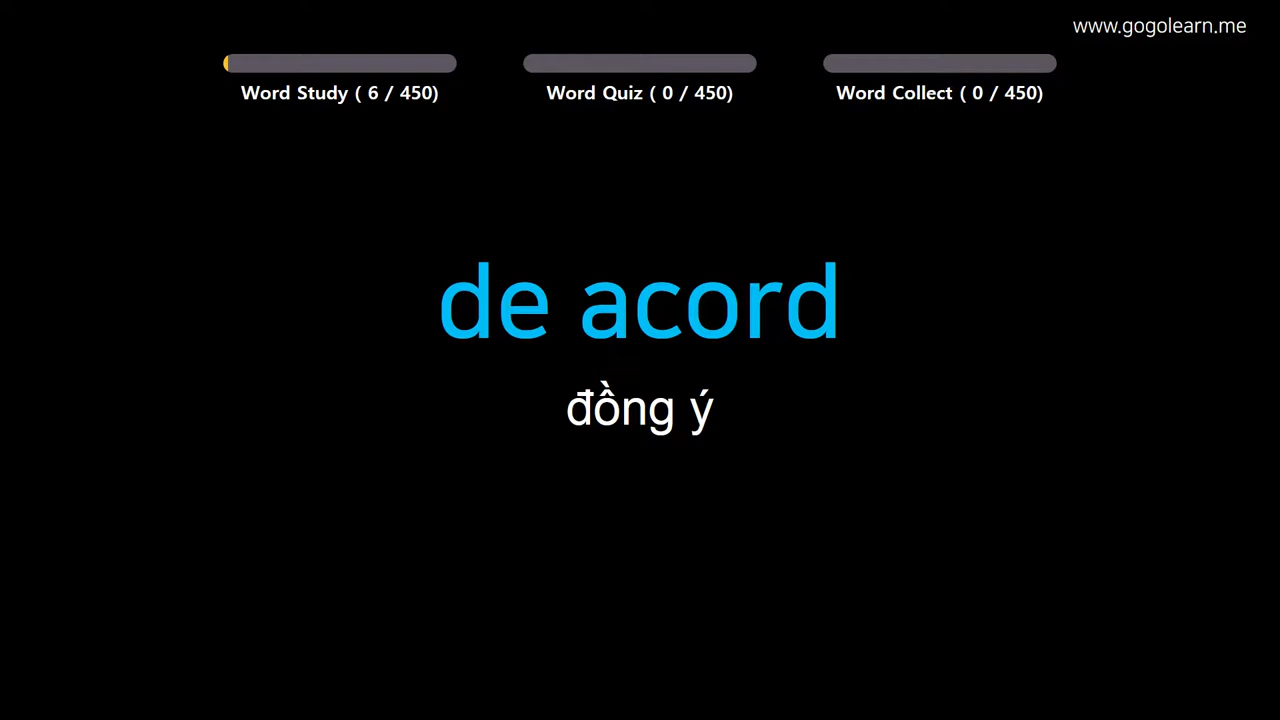 www.gogolearn.me
Word Study ( 6 / 450)
Word Quiz ( 0 / 450)
Word Collect ( 0 / 450)
de acord
đồng ý